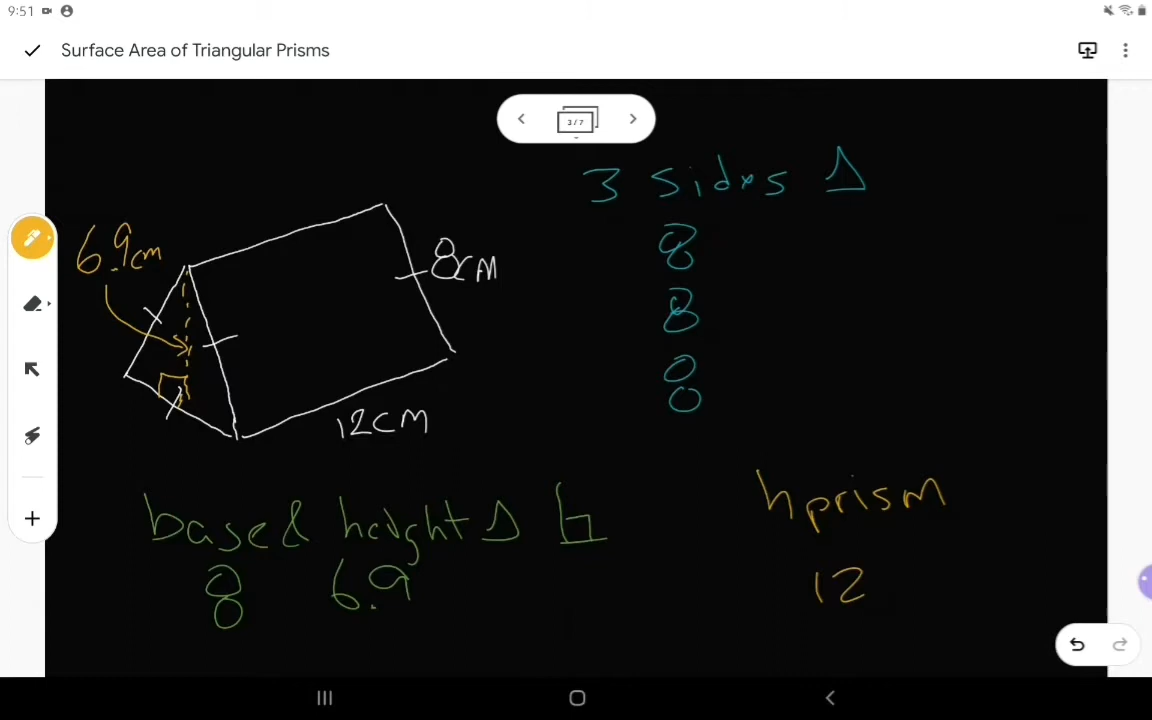 9:51
Surface Area of Triangular Prisms
3/7
3 sides Δ
6.9cm
8cm
8
8
8
12cm
base & height Δ
h prism
8 6.9
12